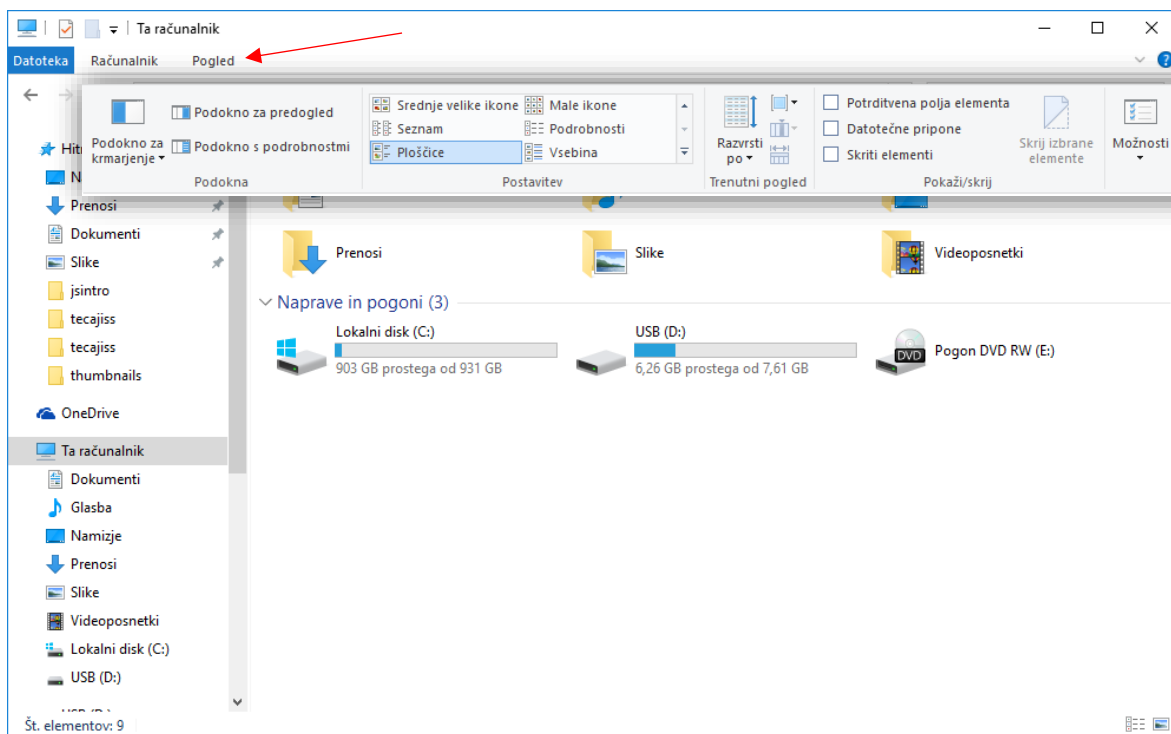 Ta računalnik
Datoteka Računalnik Pogled
Podokno za krmarjenje
Podokno za predogled
Podokno s podrobnostmi
Podokna
Srednje velike ikone Male ikone
Seznam Podrobnosti
Ploščice Vsebina
Postavitev
Razvrsti po
Trenutni pogled
Potrditvena polja elementa
Datotečne pripone
Skriti elementi
Skrij izbrane elemente
Pokaži/skrij
Možnosti
Prenosi
Dokumenti
Slike
jsintro
tecajiss
tecajiss
thumbnails
OneDrive
Ta računalnik
Dokumenti
Glasba
Namizje
Prenosi
Slike
Videoposnetki
Lokalni disk (C:)
USB (D:)
Prenosi Slike Videoposnetki
Naprave in pogoni (3)
Lokalni disk (C:)
903 GB prostega od 931 GB
USB (D:)
6,26 GB prostega od 7,61 GB
DVD
Pogon DVD RW (E:)
Št. elementov: 9